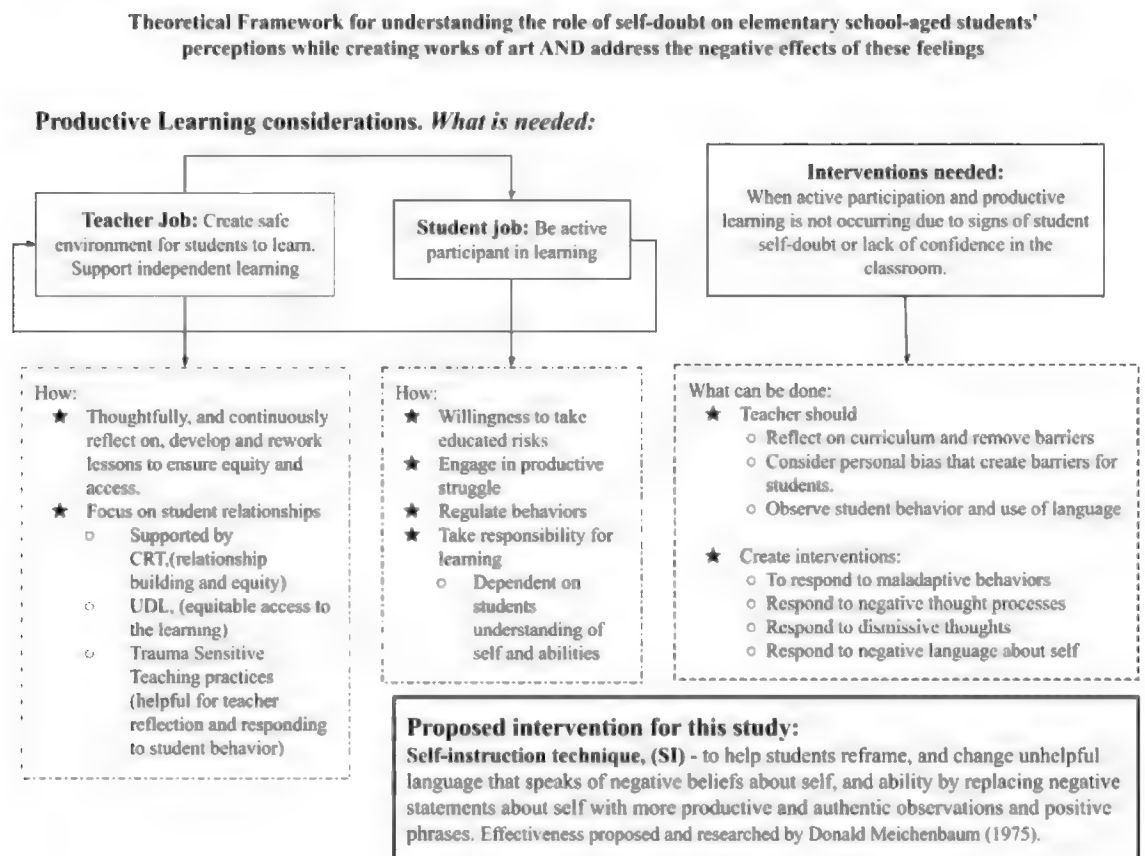 Theoretical Framework for understanding the role of self-doubt on elementary school-aged students'
perceptions while creating works of art AND address the negative effects of these feelings
Productive Learning considerations. What is needed:
Teacher Job: Create safe
environment for students to learn.
Support independent learning
Student job: Be active
participant in learning
Interventions needed:
When active participation and productive
learning is not occurring due to signs of student
self-doubt or lack of confidence in the
classroom.
How:
★ Thoughtfully, and continuously
reflect on, develop and rework
lessons to ensure equity and
access.
★ Focus on student relationships
○ Supported by
CRT,(relationship
building and equity)
○ UDL, (equitable access to
the learning)
○ Trauma Sensitive
Teaching practices
(helpful for teacher
reflection and responding
to student behavior)
How:
★ Willingness to take
educated risks
★ Engage in productive
struggle
★ Regulate behaviors
★ Take responsibility for
learning
○ Dependent on
students
understanding of
self and abilities
What can be done:
★ Teacher should
○ Reflect on curriculum and remove barriers
○ Consider personal bias that create barriers for
students.
○ Observe student behavior and use of language
★ Create interventions:
○ To respond to maladaptive behaviors
○ Respond to negative thought processes
○ Respond to dismissive thoughts
○ Respond to negative language about self
Proposed intervention for this study:
Self-instruction technique, (SI) - to help students reframe, and change unhelpful
language that speaks of negative beliefs about self, and ability by replacing negative
statements about self with more productive and authentic observations and positive
phrases. Effectiveness proposed and researched by Donald Meichenbaum (1975).